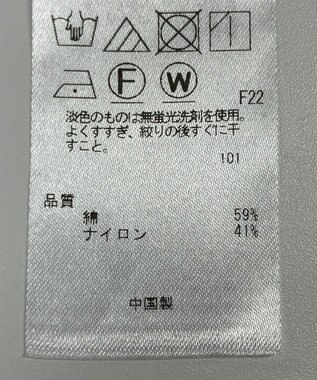 F W
F22
淡色のものは無蛍光洗剤を使用。
よくすすぎ、絞りの後すぐに干
すこと。
101
品質
綿 59%
ナイロン 41%
中国製